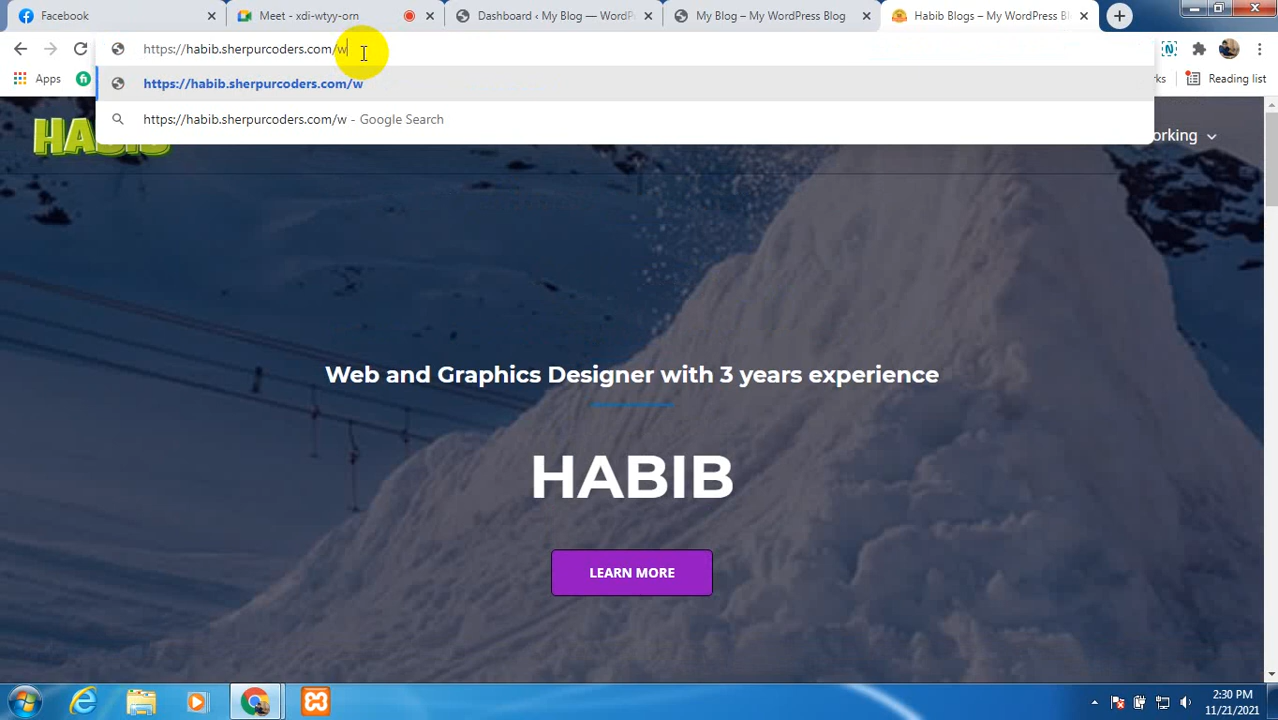 Facebook
Meet - xdi-wtyy-orn
Dashboard ‹ My Blog — WordP
My Blog – My WordPress Blog
Habib Blogs – My WordPress Bl
https://habib.sherpurcoders.com/w
Apps
Reading list
https://habib.sherpurcoders.com/w
https://habib.sherpurcoders.com/w - Google Search
HABIB
orking
Web and Graphics Designer with 3 years experience
HABIB
LEARN MORE
2:30 PM
11/21/2021